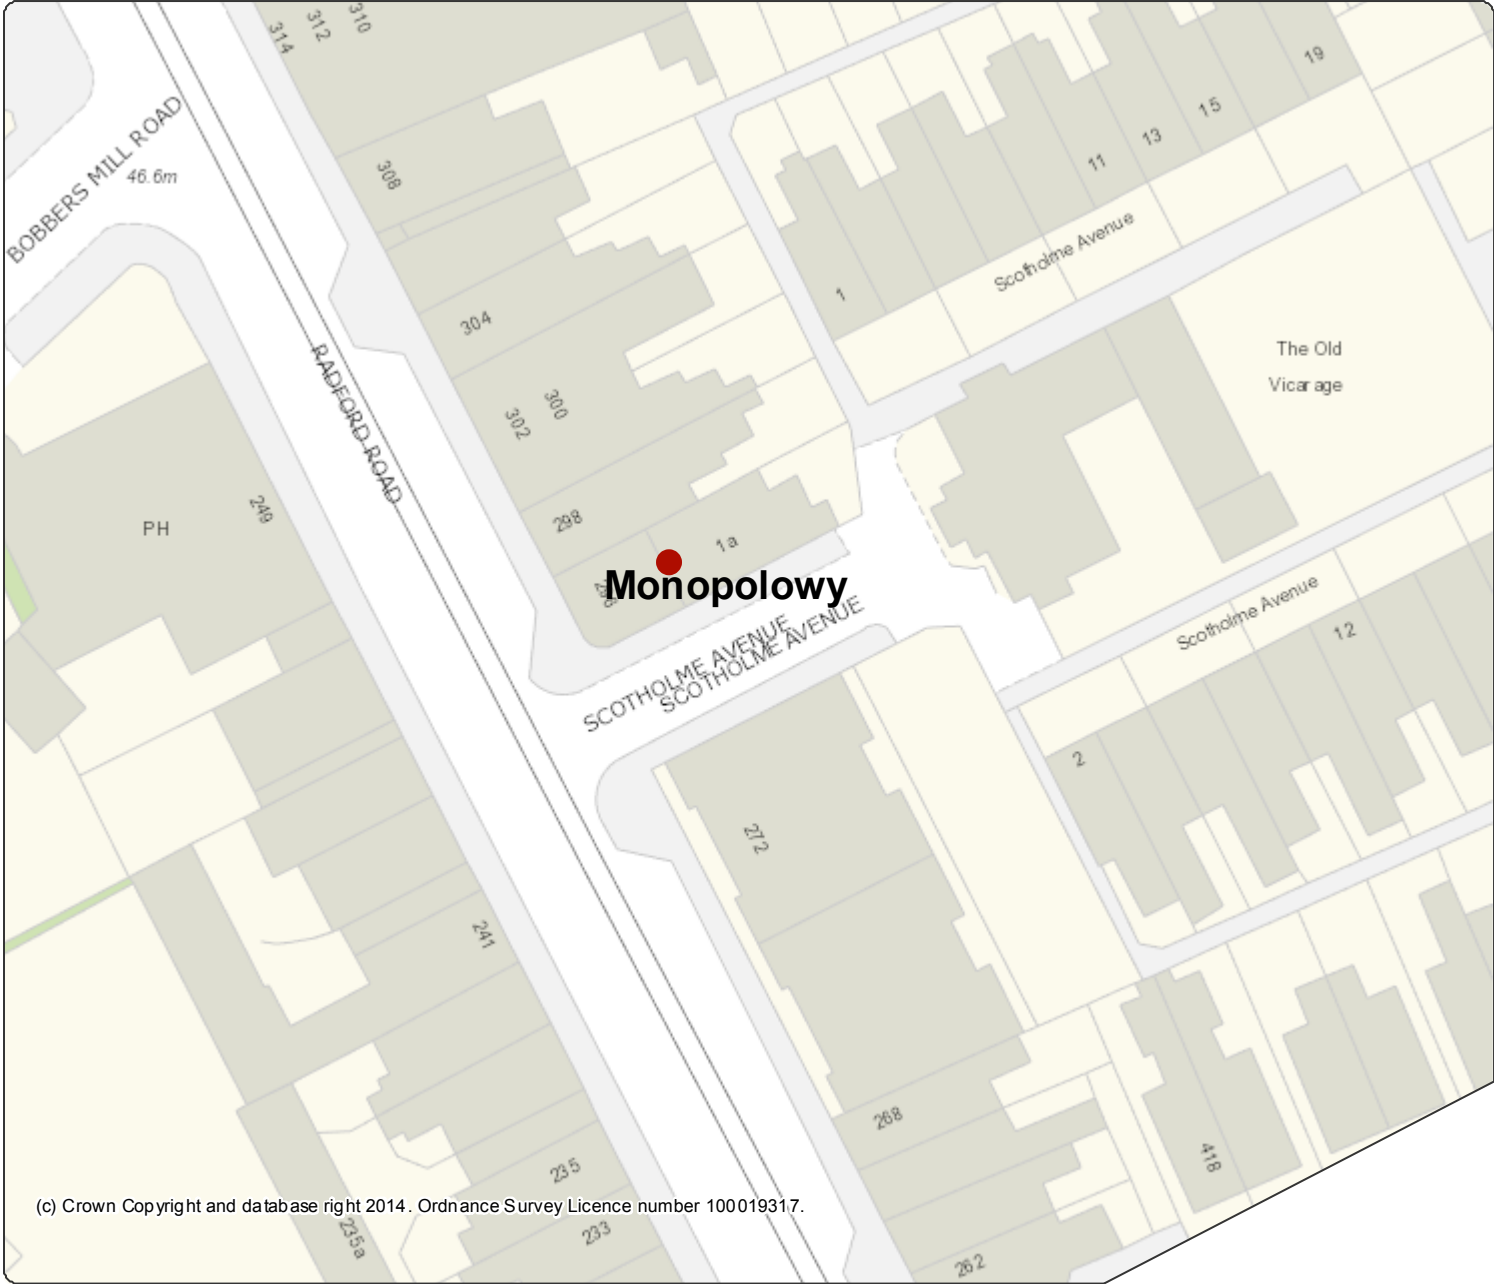 314
312
310
19
15
13
11
BOBBERS MILL ROAD
46.6m
308
Scotholme Avenue
1
304
The Old
Vicarage
RADFORD ROAD
300
302
249
PH
298
1a
296
Monopolowy
SCOTHOLME AVENUE
SCOTHOLME AVENUE
Scotholme Avenue
12
2
272
241
268
418
235
(c) Crown Copyright and database right 2014. Ordnance Survey Licence number 100019317.
235a
233
262